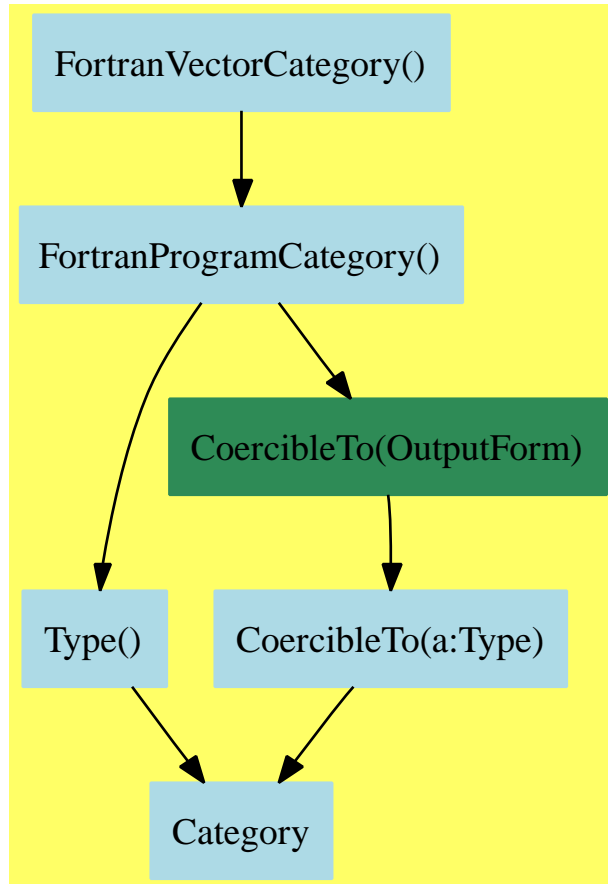 FortranVectorCategory()
FortranProgramCategory()
CoercibleTo(OutputForm)
Type()
CoercibleTo(a:Type)
Category